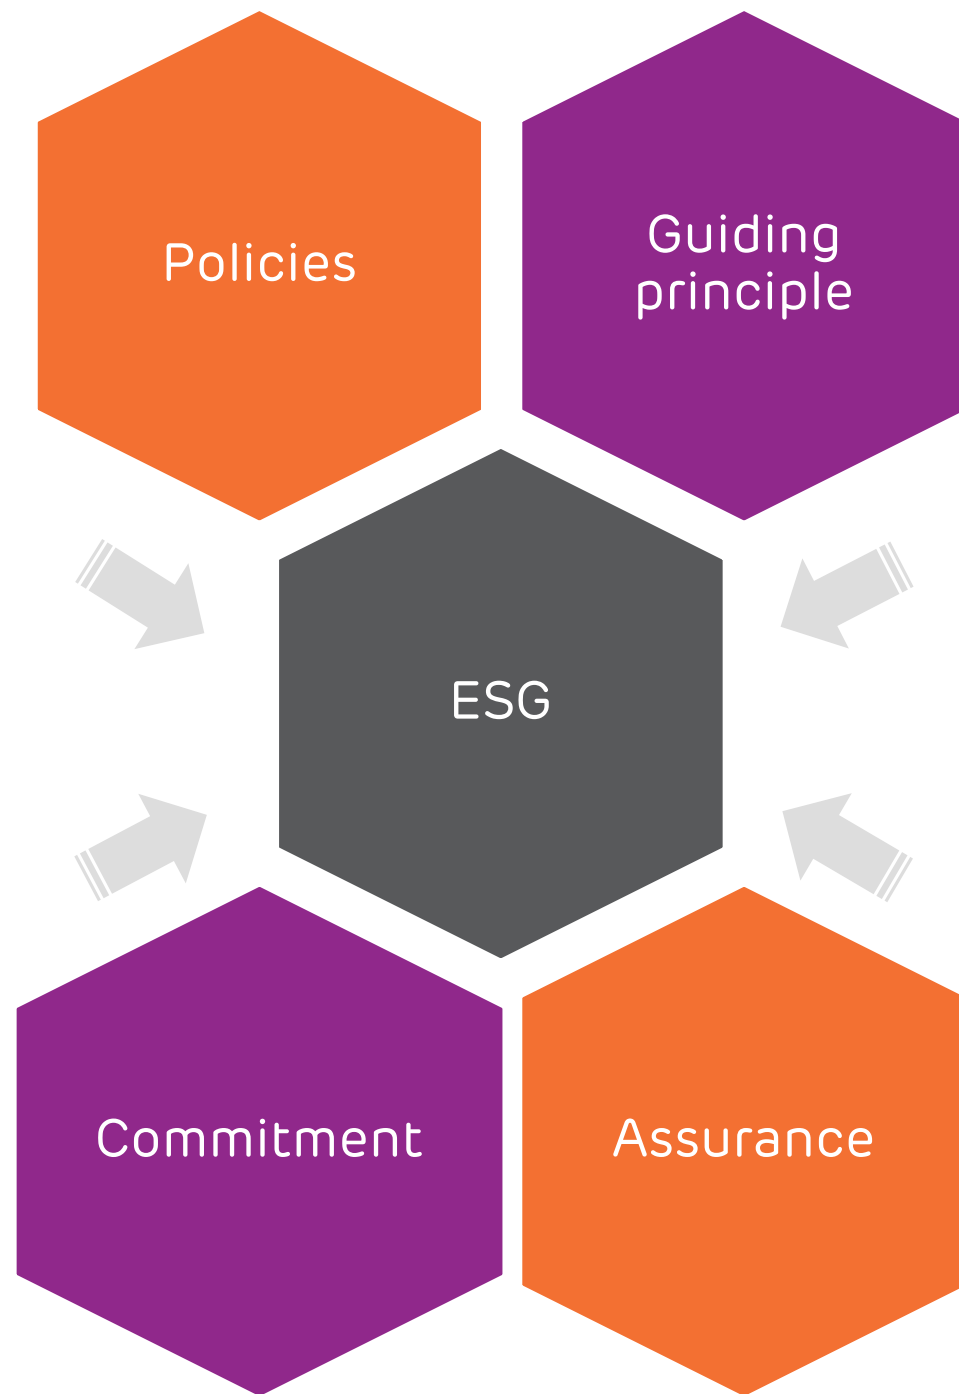 Policies
Guiding
principle
ESG
Commitment
Assurance